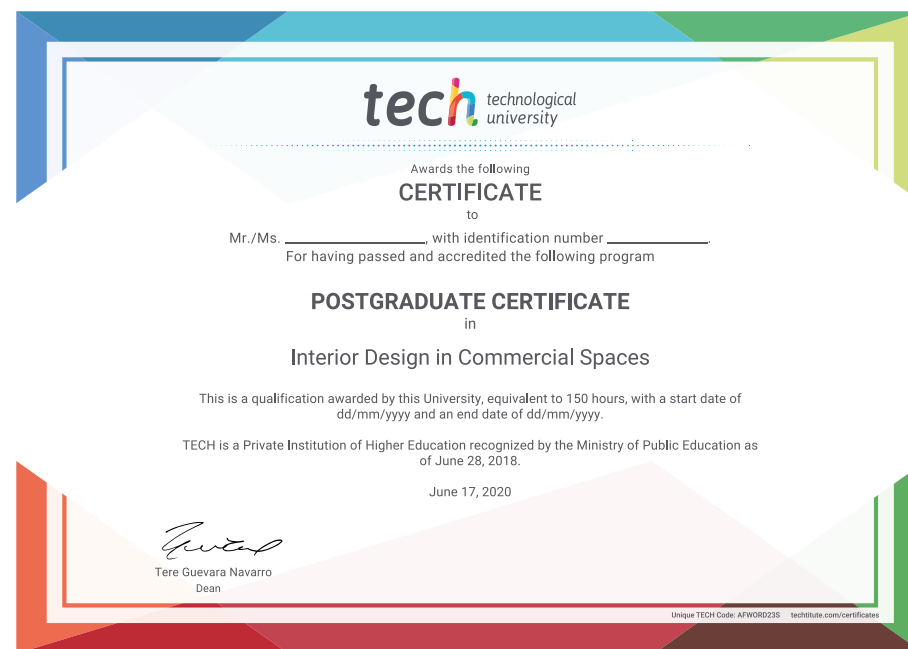 tech technological
university
Awards the following
CERTIFICATE
to
Mr./Ms. ____________________, with identification number ______________.
For having passed and accredited the following program
POSTGRADUATE CERTIFICATE
in
Interior Design in Commercial Spaces
This is a qualification awarded by this University, equivalent to 150 hours, with a start date of
dd/mm/yyyy and an end date of dd/mm/yyyy.
TECH is a Private Institution of Higher Education recognized by the Ministry of Public Education as
of June 28, 2018.
June 17, 2020
Tere Guevara Navarro
Dean
Unique TECH Code: AFWORD23S techtitute.com/certificates